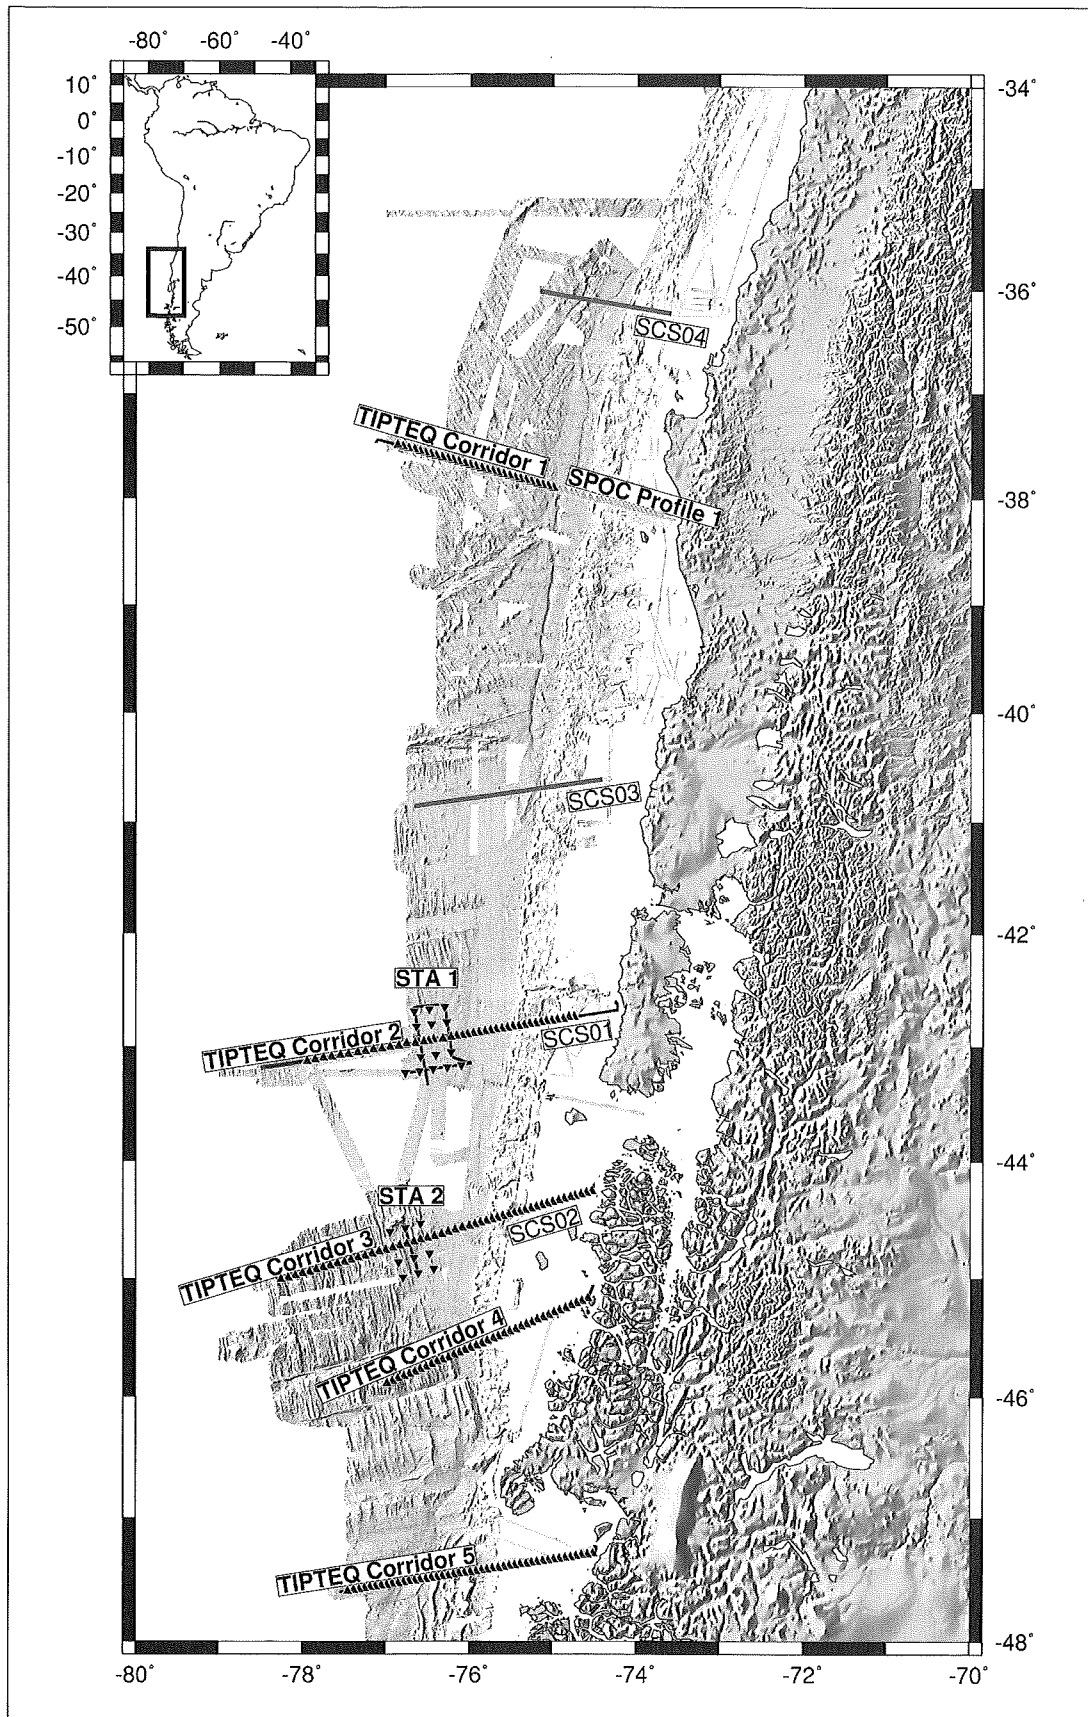 -80˚ -60˚ -40˚
10˚
0˚
-10˚
-20˚
-30˚
-40˚
-50˚
-34˚
-36˚
SCS04
TIPTEQ Corridor 1
SPOC Profile 1
-38˚
-40˚
SCS03
-42˚
STA 1
TIPTEQ Corridor 2
SCS01
-44˚
STA 2
SCS02
TIPTEQ Corridor 3
TIPTEQ Corridor 4
-46˚
TIPTEQ Corridor 5
-48˚
-80˚ -78˚ -76˚ -74˚ -72˚ -70˚